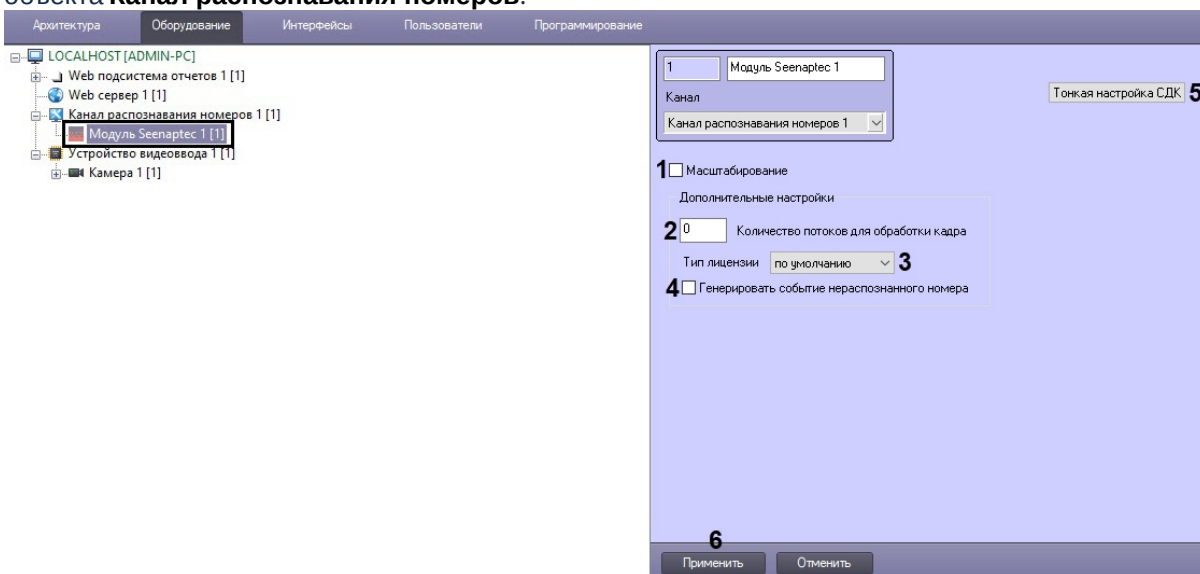 объекта Канал распознавания номеров.
Архитектура Оборудование Интерфейсы Пользователи Программирование
LOCALHOST [ADMIN-PC]
Web подсистема отчетов 1 [1]
Web сервер 1 [1]
Канал распознавания номеров 1 [1]
Модуль Seenaptec 1 [1]
Устройство видеоввода 1 [1]
Камера 1 [1]
1 Модуль Seenaptec 1
Канал
Канал распознавания номеров 1
Тонкая настройка СДК 5
1 Масштабирование
Дополнительные настройки
2 0 Количество потоков для обработки кадра
Тип лицензии по умолчанию 3
4 Генерировать событие нераспознанного номера
6
Применить Отменить